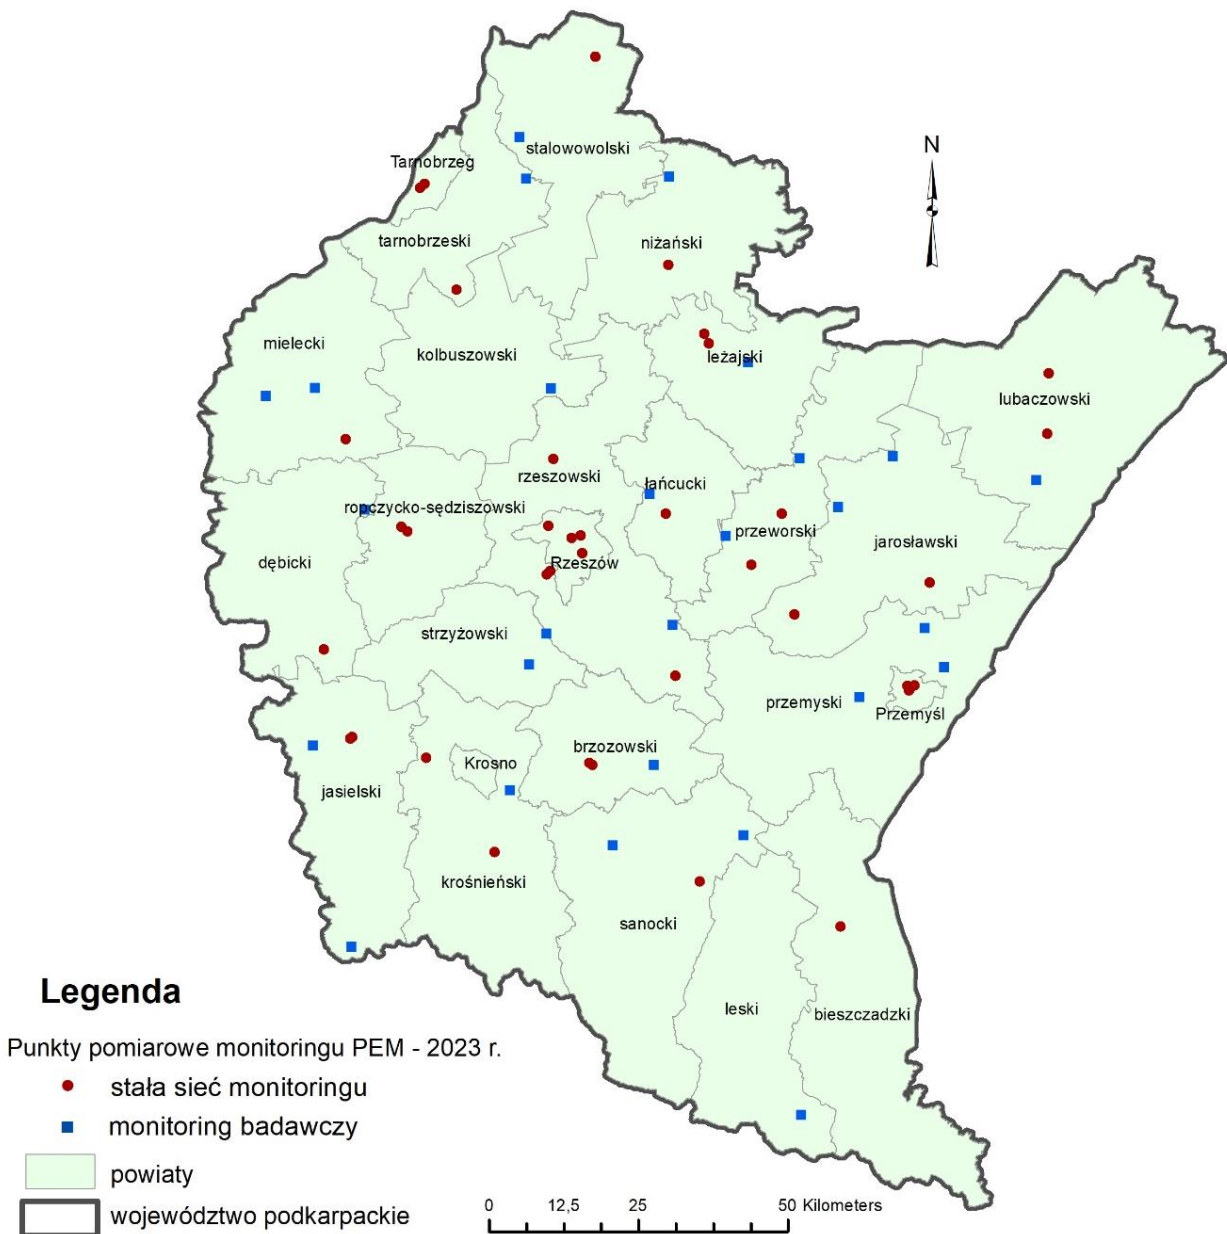 N
stalowowolski
Tarnobrzeg
tarnobrzeski
niżański
mielecki
kolbuszowski
leżajski
lubaczowski
rzeszowski
łańcucki
ropczycko-sędziszowski
przeworski
jarosławski
dębicki
Rzeszów
strzyżowski
przemyski
Przemyśl
brzozowski
Krosno
jasielski
krośnieński
sanocki
leski
bieszczadzki
Legenda
Punkty pomiarowe monitoringu PEM - 2023 r.
stała sieć monitoringu
monitoring badawczy
powiaty
województwo podkarpackie
0 12,5 25 50 Kilometers